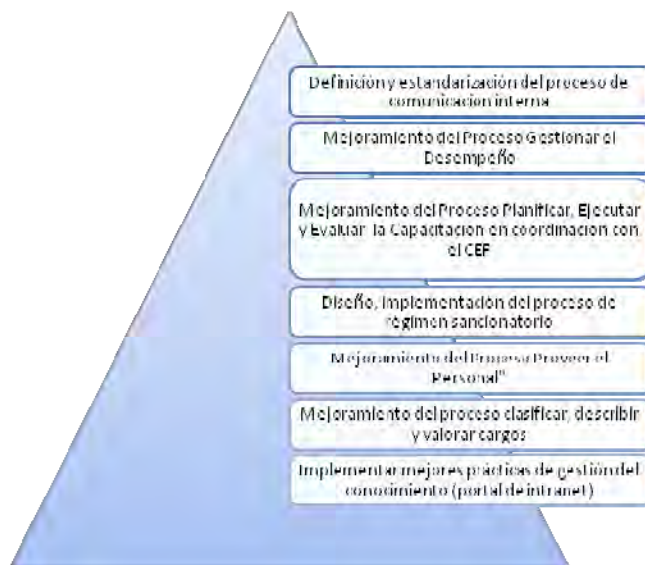 Definición y estandarización del proceso de
comunicación interna
Mejoramiento del Proceso Gestionar el
Desempeño
Mejoramiento del Proceso Planificar, Ejecutar
y Evaluar la Capacitación en coordinación con
el CEF
Diseño, Implementación del proceso de
régimen sancionatorio
Mejoramiento del Proceso Proveer el
Personal"
Mejoramiento del proceso clasificar, describir
y valorar cargos
Implementar mejores prácticas de gestión del
conocimiento (portal de intranet)